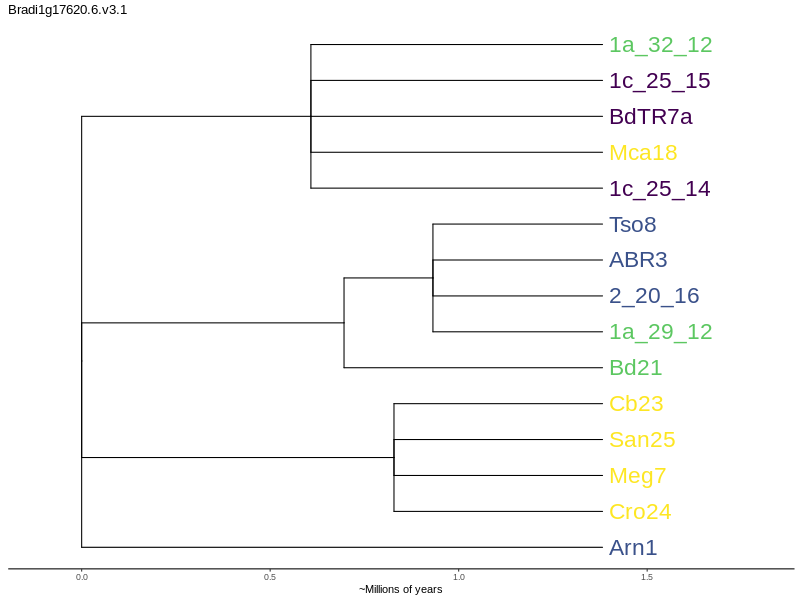 Bradi1g17620.6.v3.1
1a_32_12
1c_25_15
BdTR7a
Mca18
1c_25_14
Tso8
ABR3
2_20_16
1a_29_12
Bd21
Cb23
San25
Meg7
Cro24
Arn1
0.0 0.5 1.0 1.5
~Millions of years